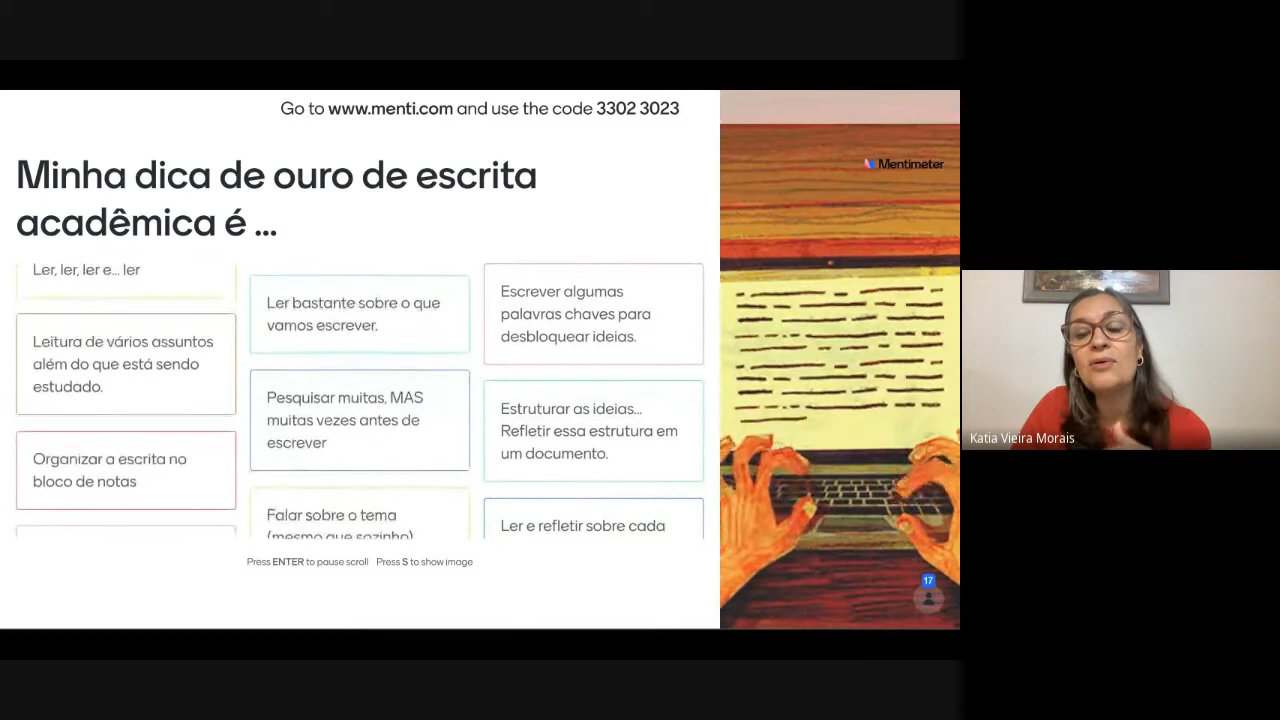 Go to www.menti.com and use the code 3302 3023
Mentimeter
Minha dica de ouro de escrita
acadêmica é ...
Ler, ler, ler e... ler
Leitura de vários assuntos
além do que está sendo
estudado.
Organizar a escrita no
bloco de notas
Ler bastante sobre o que
vamos escrever.
Pesquisar muitas, MAS
muitas vezes antes de
escrever
Falar sobre o tema
(mesmo que sozinho)
Escrever algumas
palavras chaves para
desbloquear ideias.
Estruturar as ideias...
Refletir essa estrutura em
um documento.
Ler e refletir sobre cada
Press ENTER to pause scroll Press S to show image
17
Katia Vieira Morais